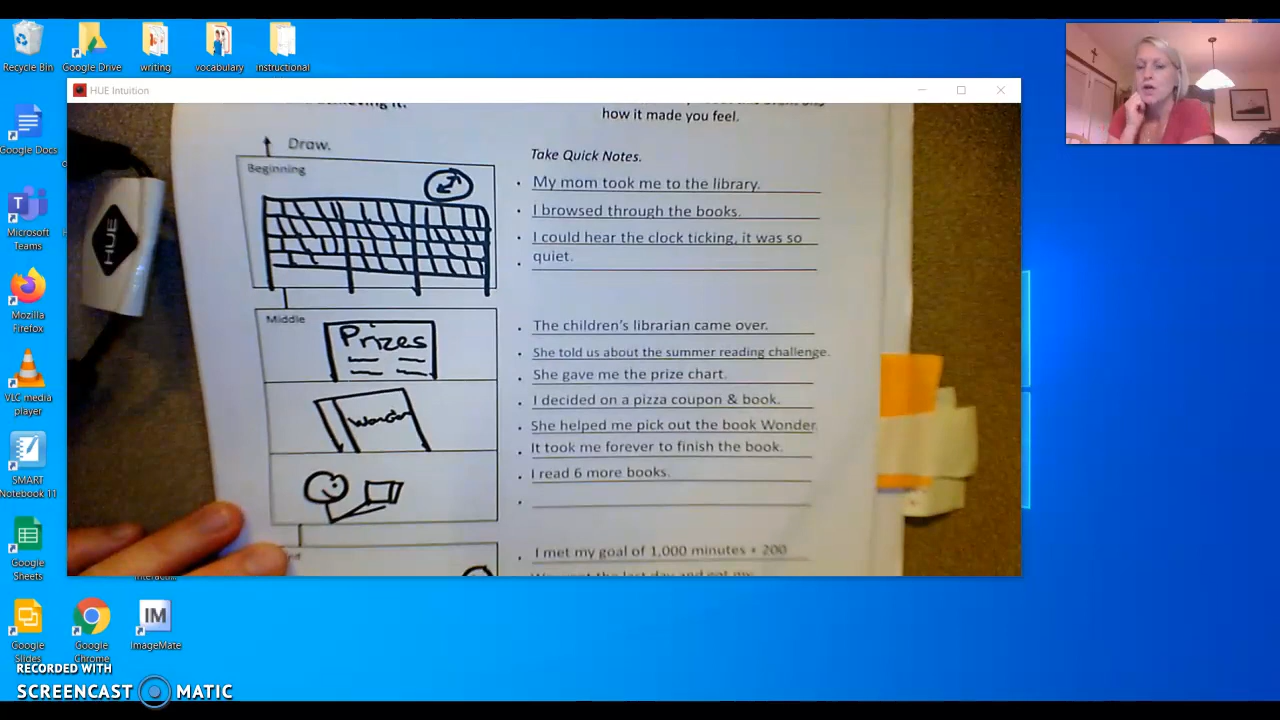 Recycle Bin
Google Drive
writing
vocabulary
instructional
HUE Intuition
how it made you feel.
Draw.
Take Quick Notes.
Beginning
My mom took me to the library.
I browsed through the books.
I could hear the clock ticking, it was so
quiet.
Middle
Prizes
Wonder
The children's librarian came over.
She told us about the summer reading challenge.
She gave me the prize chart.
I decided on a pizza coupon & book.
She helped me pick out the book Wonder.
It took me forever to finish the book.
I read 6 more books.
I met my goal of 1,000 minutes + 200
HUE
Google Docs
Microsoft
Teams
Mozilla
Firefox
VLC media
player
SMART
Notebook 11
Google
Sheets
Google
Slides
Google
Chrome
IM
ImageMate
RECORDED WITH
SCREENCAST MATIC